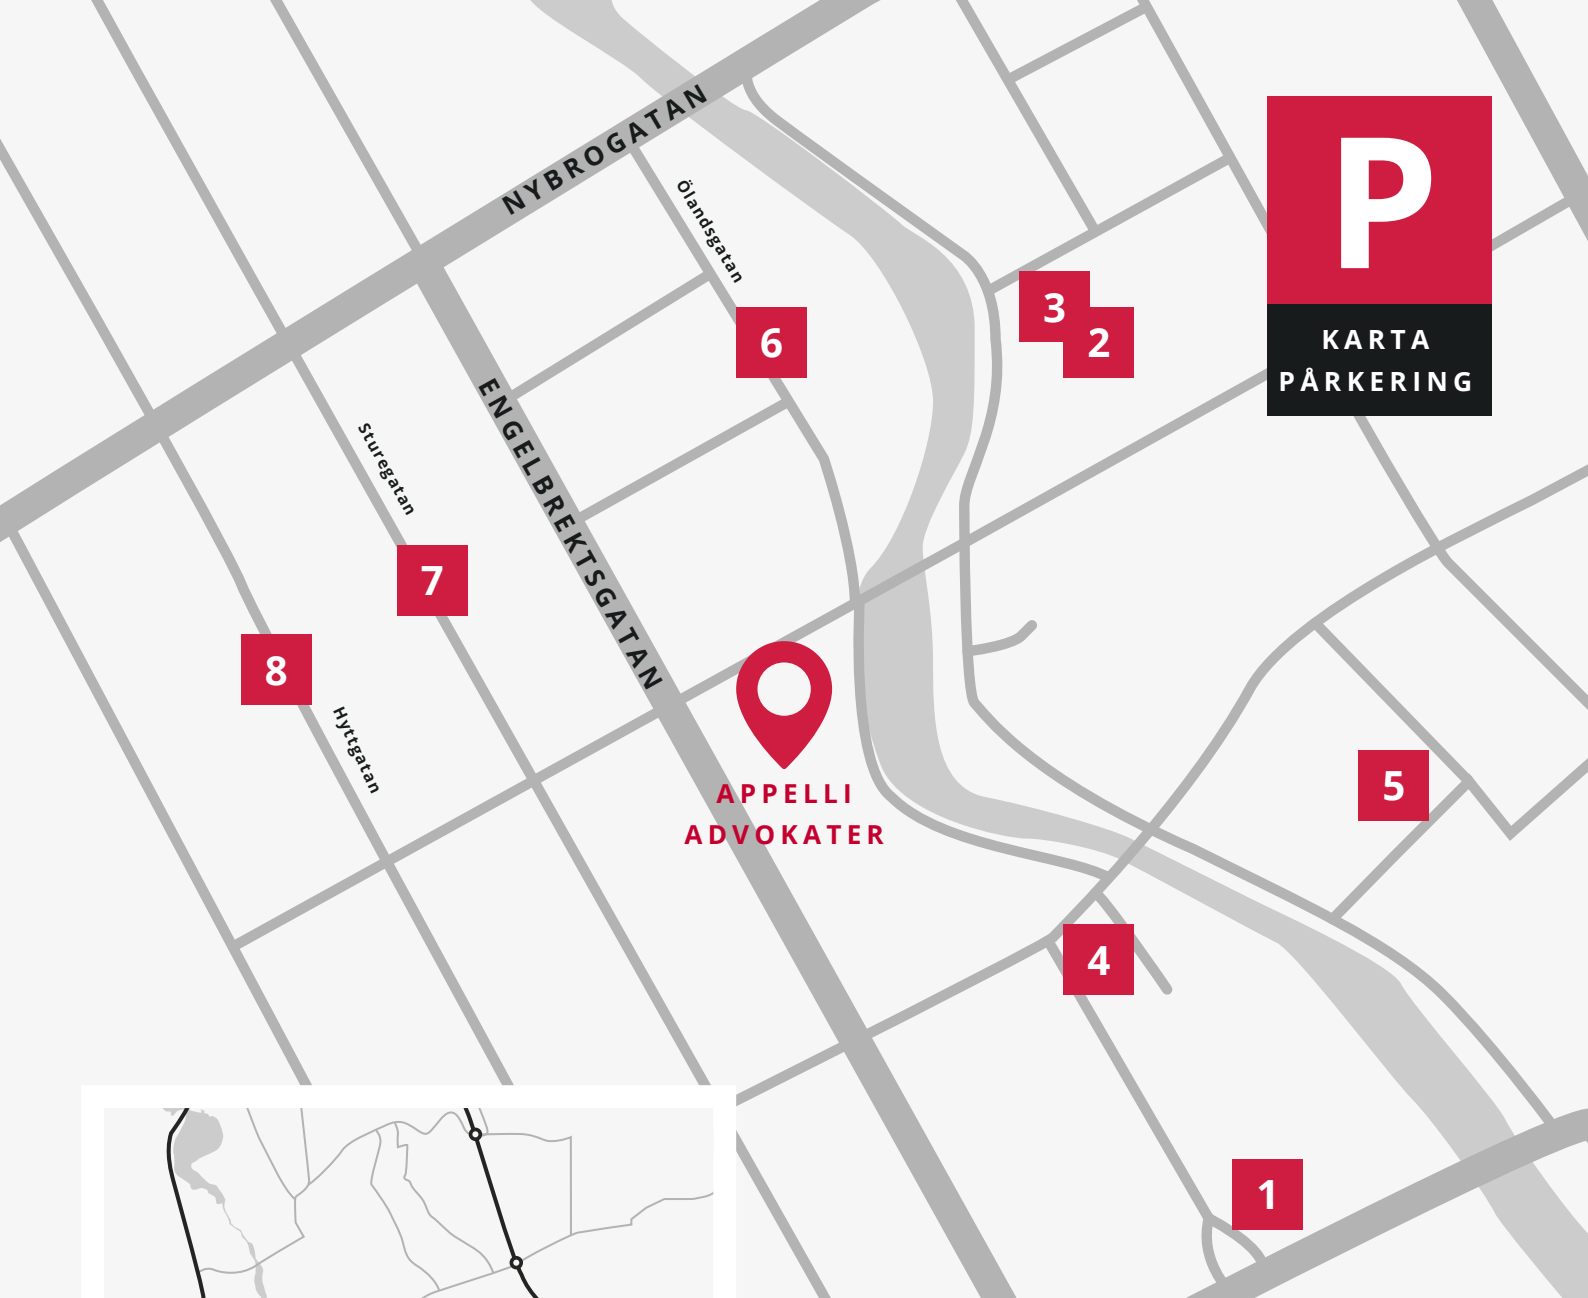 NYBROGATAN
Ölandsgatan
P
KARTA
PÅRKERING
3
2
6
ENGELBREKTSGATAN
Sturegatan
7
8
Hyttgatan
APPELLI
ADVOKATER
5
4
1